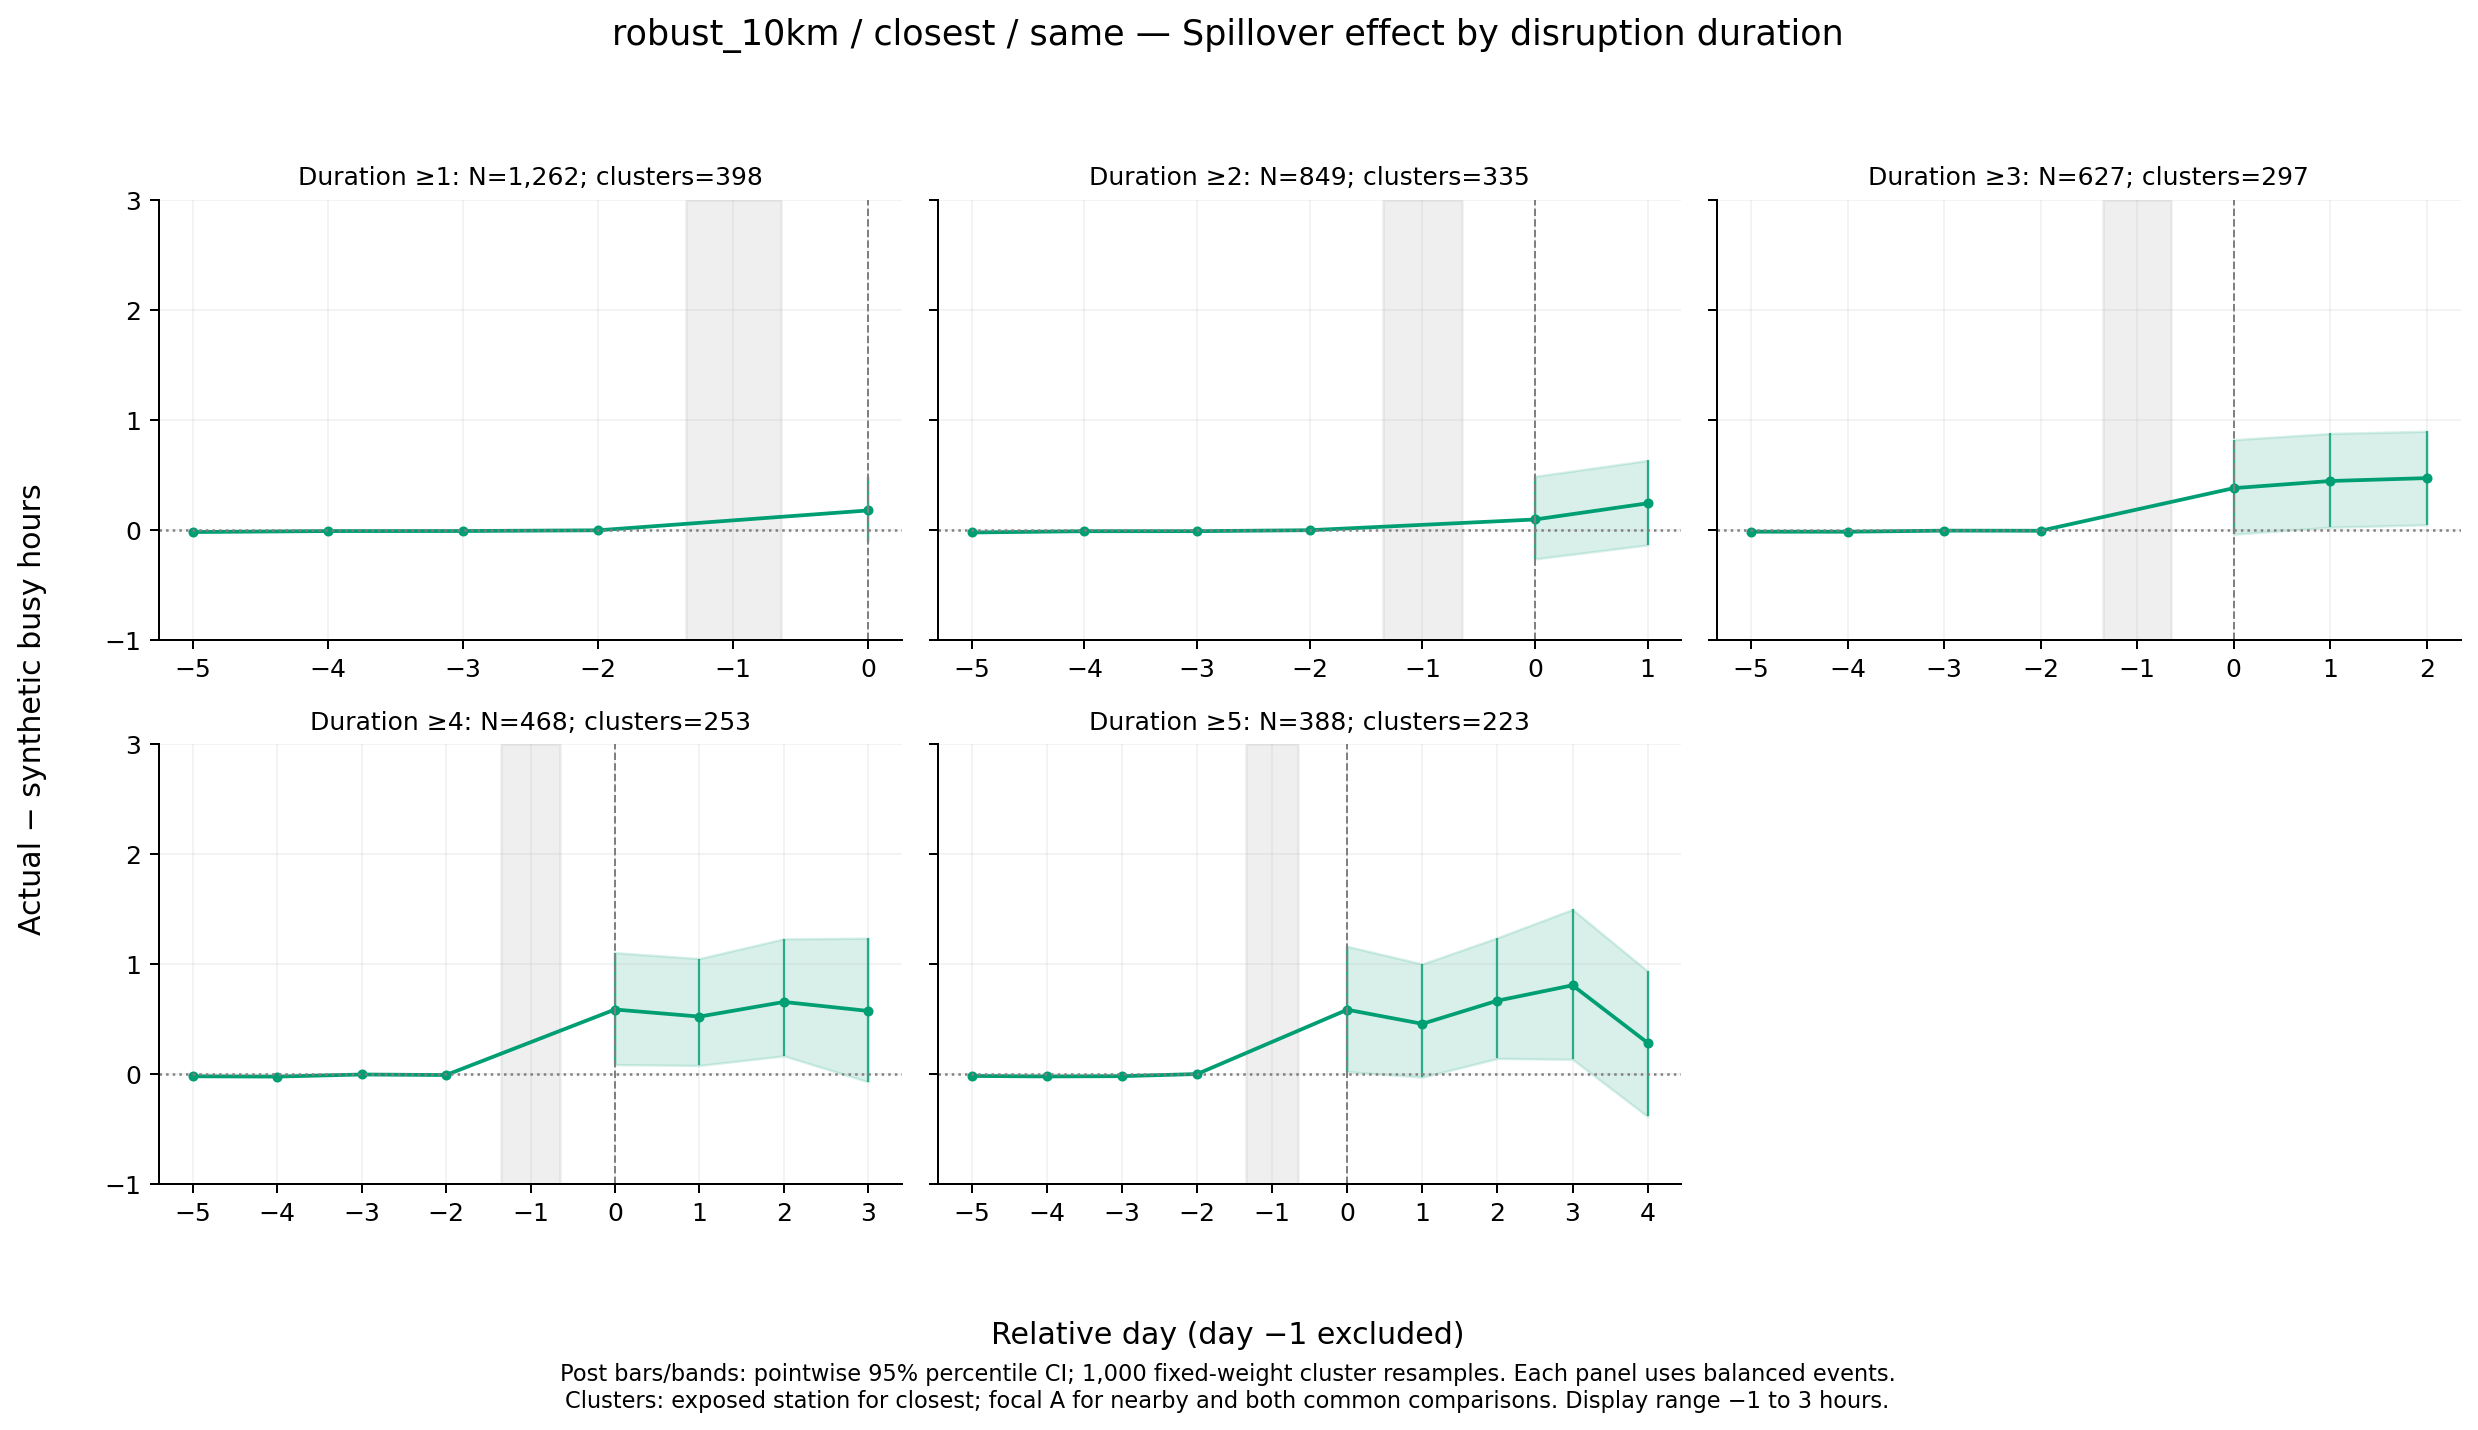 robust_10km / closest / same — Spillover effect by disruption duration
Duration ≥1: N=1,262; clusters=398
Duration ≥2: N=849; clusters=335
Duration ≥3: N=627; clusters=297
3
2
1
0
−1
−5 −4 −3 −2 −1 0
−5 −4 −3 −2 −1 0 1
−5 −4 −3 −2 −1 0 1 2
Actual − synthetic busy hours
Duration ≥4: N=468; clusters=253
Duration ≥5: N=388; clusters=223
3
2
1
0
−1
−5 −4 −3 −2 −1 0 1 2 3
−5 −4 −3 −2 −1 0 1 2 3 4
Relative day (day −1 excluded)
Post bars/bands: pointwise 95% percentile CI; 1,000 fixed-weight cluster resamples. Each panel uses balanced events.
Clusters: exposed station for closest; focal A for nearby and both common comparisons. Display range −1 to 3 hours.